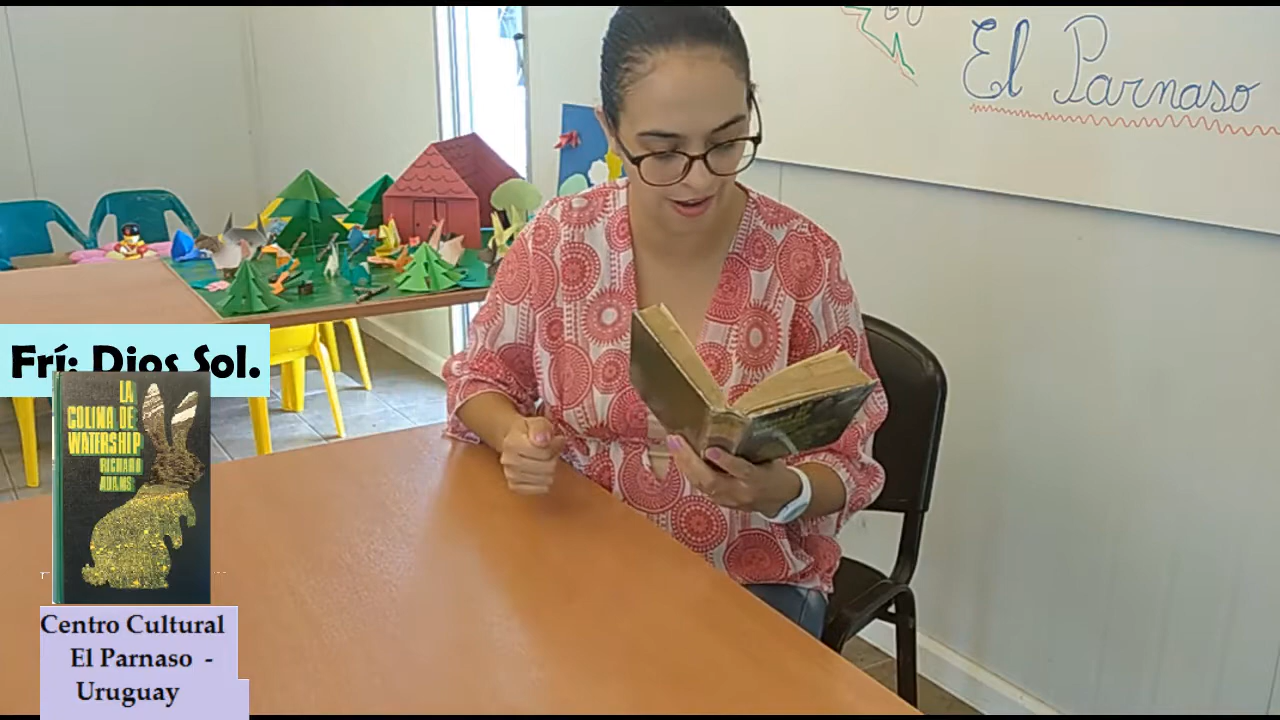 El Parnaso
Frí: Dios Sol.
LA
COLINA DE
WATERSHIP
RICHARD
ADAMS
Centro Cultural
El Parnaso -
Uruguay